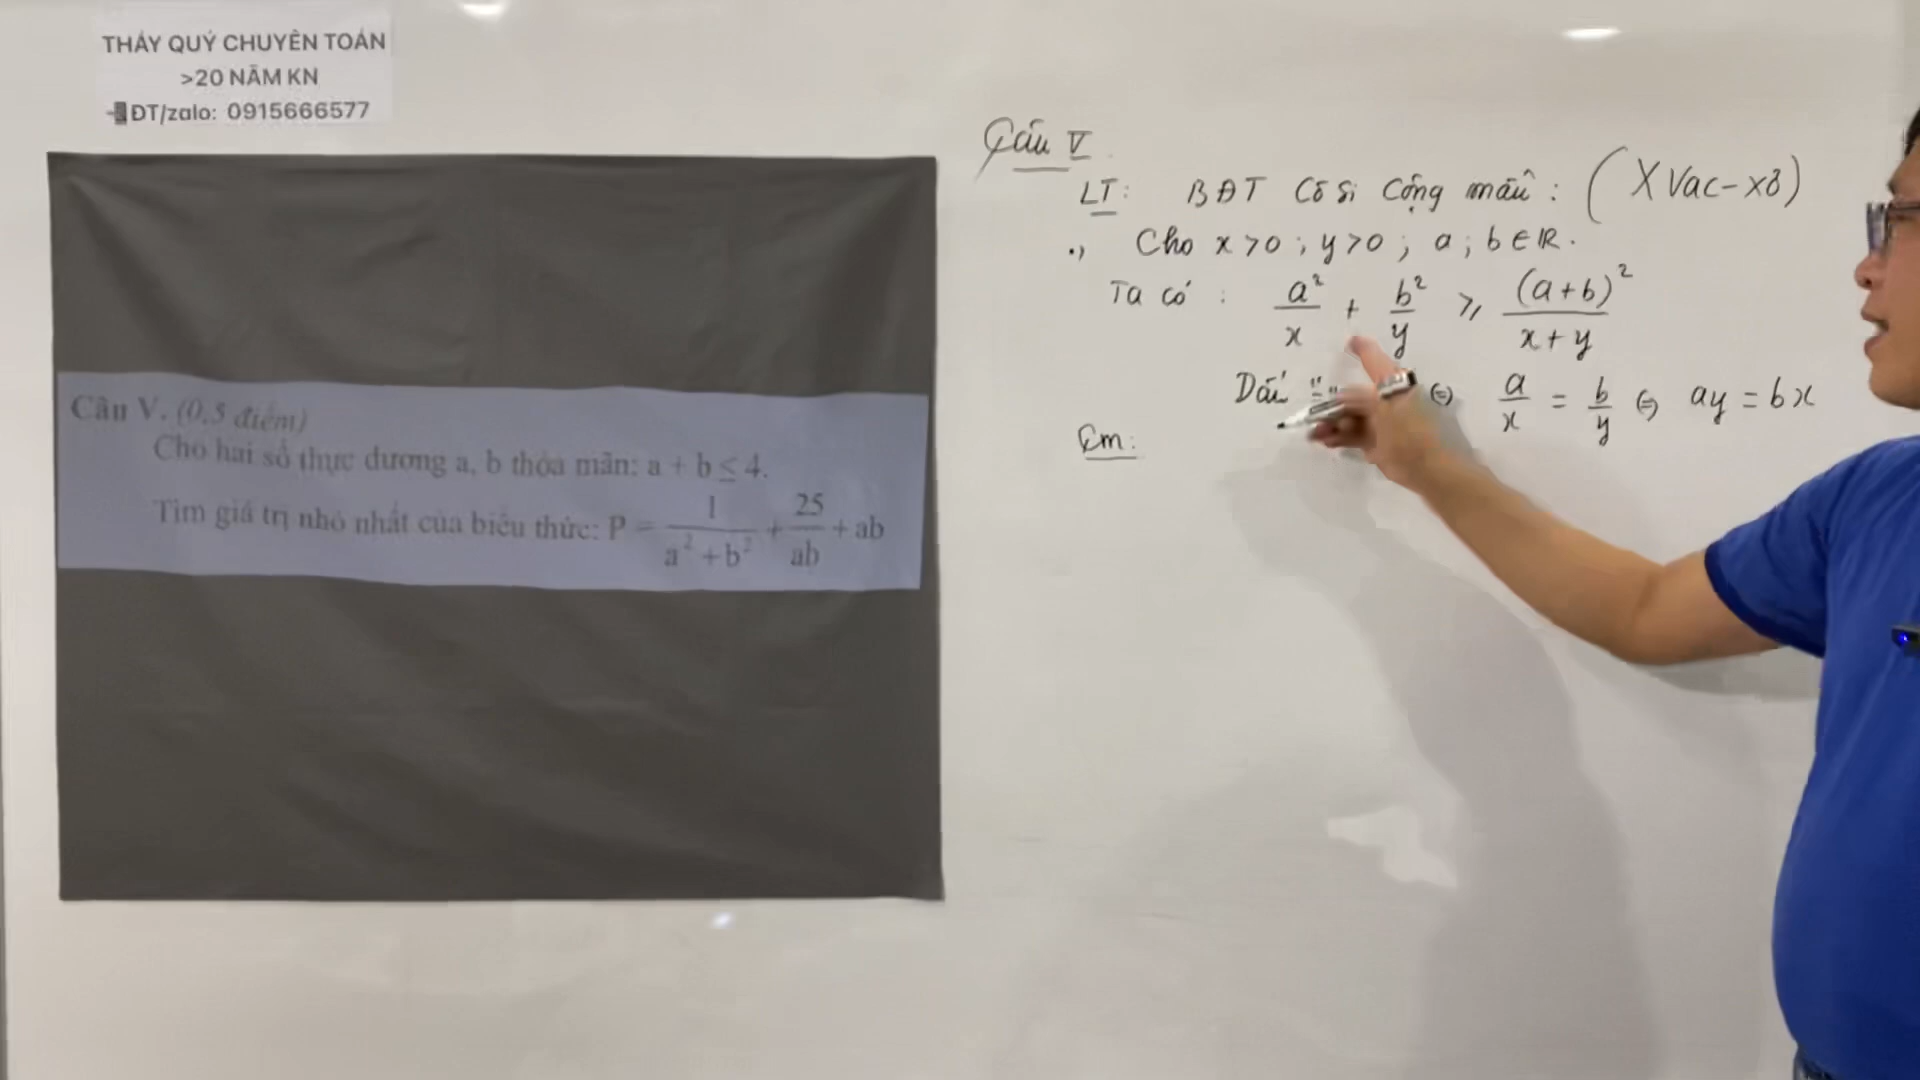 THẦY QUÝ CHUYÊN TOÁN
>20 NĂM KN
ĐT/zalo: 0915666577
Câu V. (0,5 điểm)
Cho hai số thực dương a, b thỏa mãn: a + b ≤ 4.
Tìm giá trị nhỏ nhất của biểu thức: P = 1/(a² + b²) + 25/ab + ab
Câu V
LT: BĐT Cô Si Cộng mẫu: (X Vac-xơ)
., Cho x > 0 ; y > 0 ; a ; b ∈ ℝ.
Ta có : a²/x + b²/y ≥ (a+b)²/(x+y)
Dấu "=" ⇔ a/x = b/y ⇔ ay = bx
Cm: